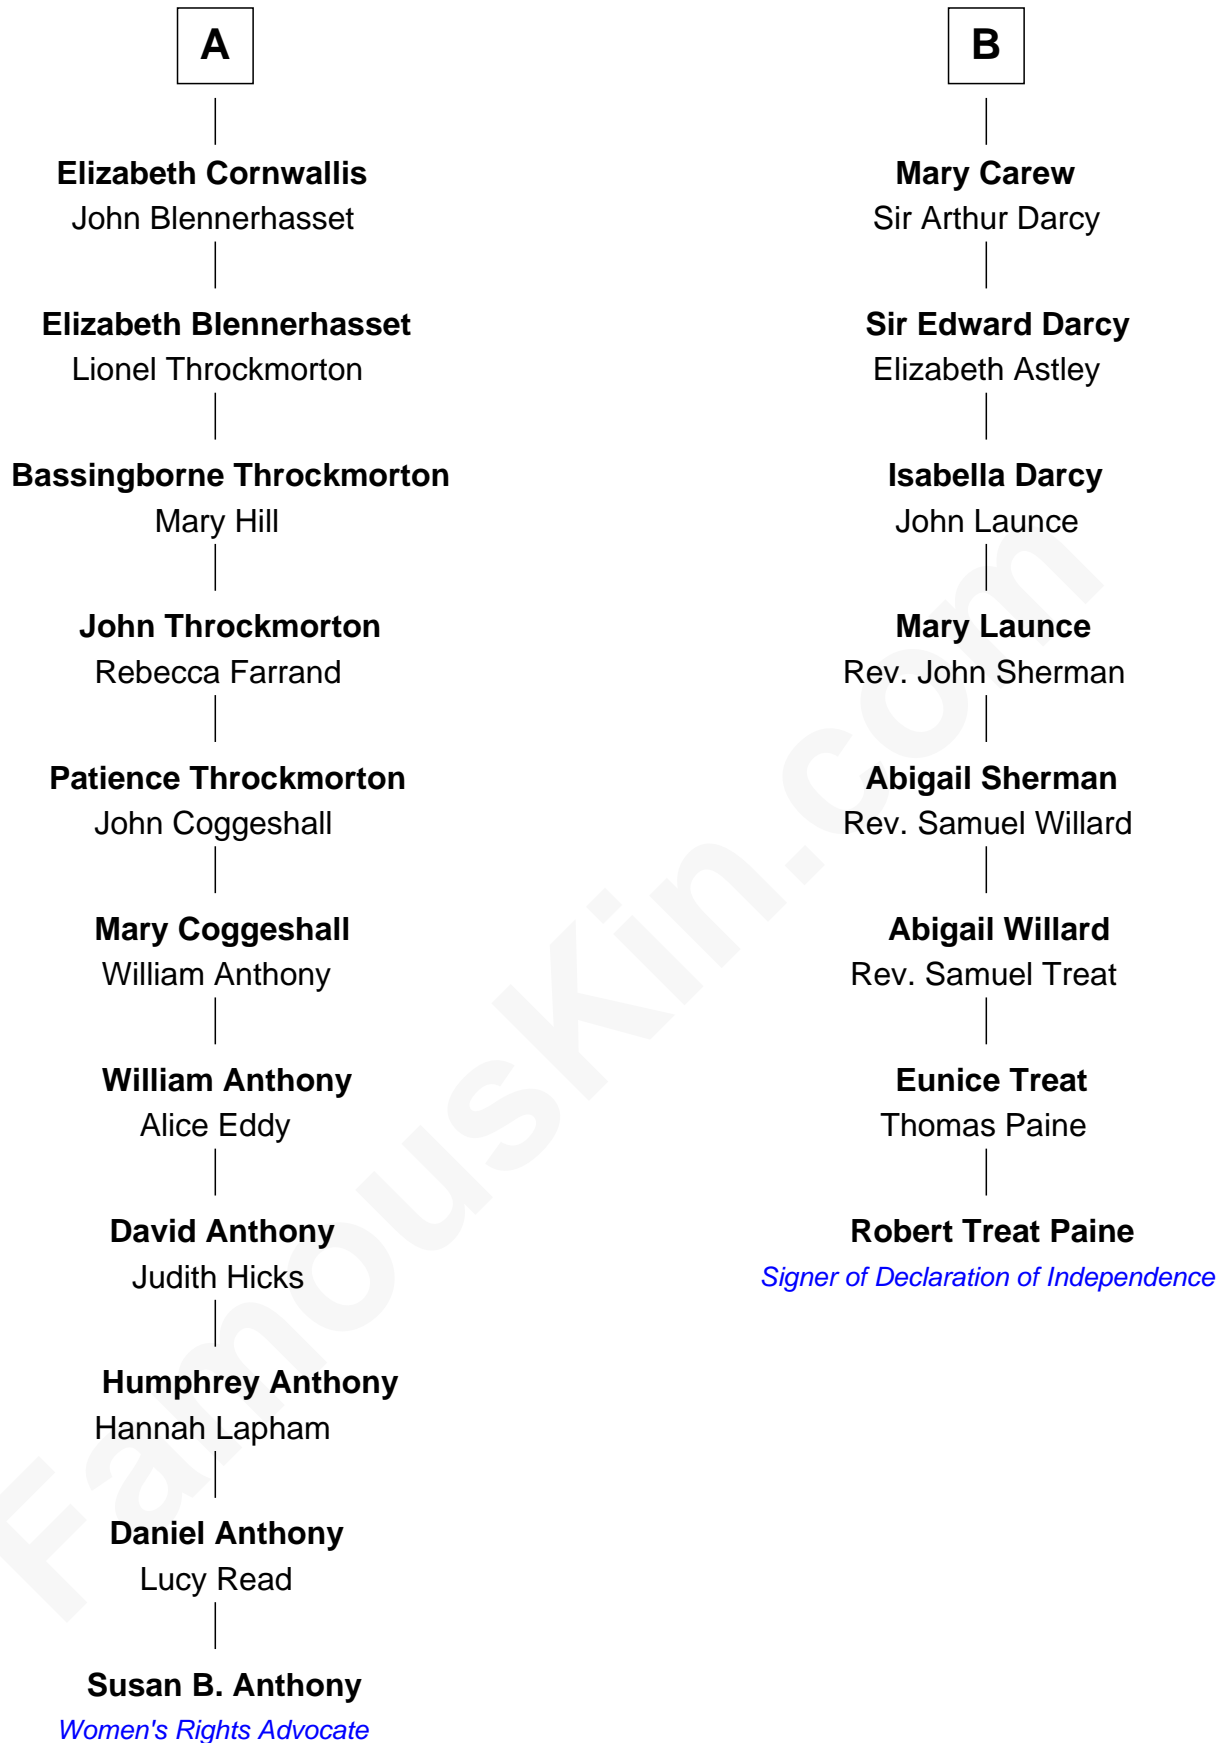 A
Elizabeth Cornwallis
John Blennerhasset
Elizabeth Blennerhasset
Lionel Throckmorton
Bassingborne Throckmorton
Mary Hill
John Throckmorton
Rebecca Farrand
Patience Throckmorton
John Coggeshall
Mary Coggeshall
William Anthony
William Anthony
Alice Eddy
David Anthony
Judith Hicks
Humphrey Anthony
Hannah Lapham
Daniel Anthony
Lucy Read
Susan B. Anthony
Women's Rights Advocate
B
Mary Carew
Sir Arthur Darcy
Sir Edward Darcy
Elizabeth Astley
Isabella Darcy
John Launce
Mary Launce
Rev. John Sherman
Abigail Sherman
Rev. Samuel Willard
Abigail Willard
Rev. Samuel Treat
Eunice Treat
Thomas Paine
Robert Treat Paine
Signer of Declaration of Independence
FamousKin.com